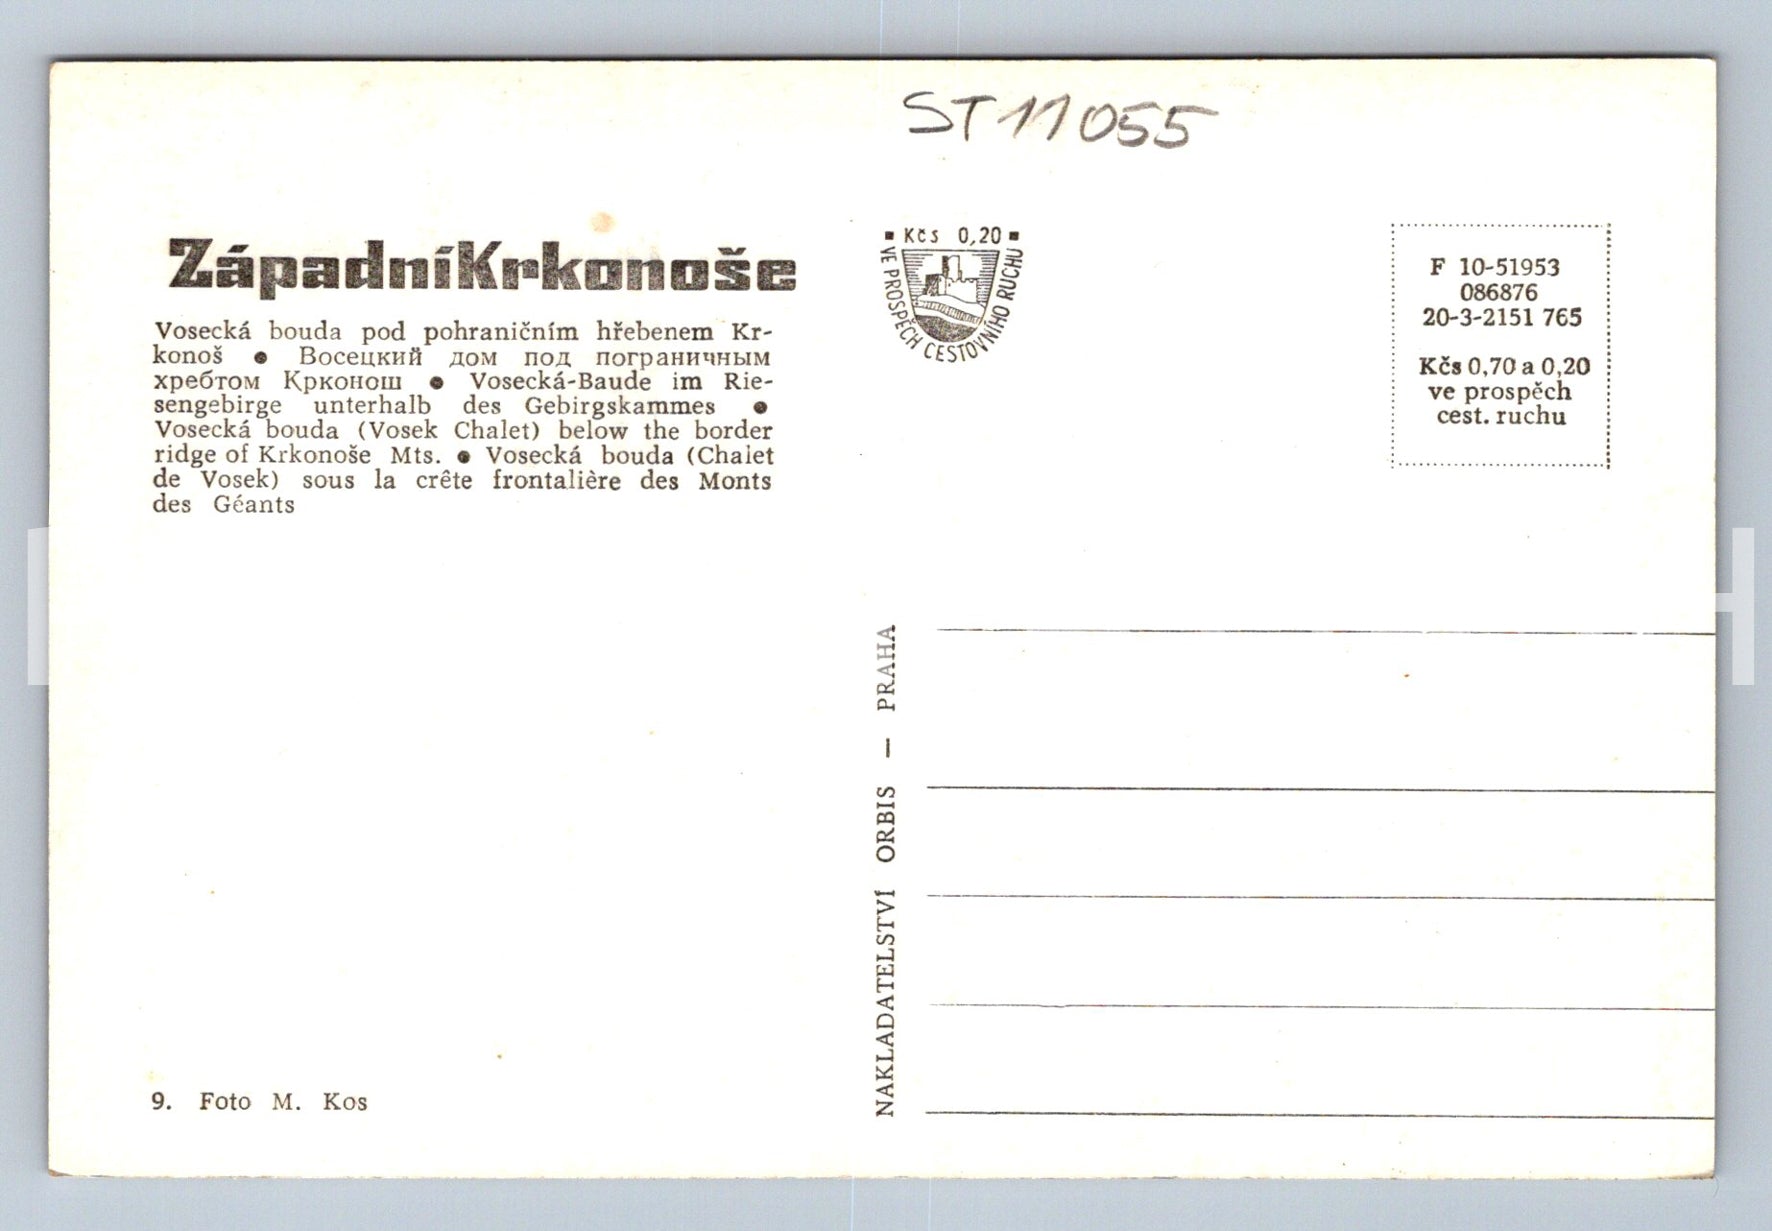 ST 11055
ZápadníKrkonoše
Vosecká bouda pod pohraničním hřebenem Kr-
konoš ● Восецкий дом под пограничным
хребтом Крконош ● Vosecká-Baude im Rie-
sengebirge unterhalb des Gebirgskammes ●
Vosecká bouda (Vosek Chalet) below the border
ridge of Krkonoše Mts. ● Vosecká bouda (Chalet
de Vosek) sous la crête frontalière des Monts
des Géants
9. Foto M. Kos
▪ Kčs 0,20 ▪
VE PROSPĚCH CESTOVNÍHO RUCHU
F 10-51953
086876
20-3-2151 765
Kčs 0,70 a 0,20
ve prospěch
cest. ruchu
NAKLADATELSTVÍ ORBIS — PRAHA